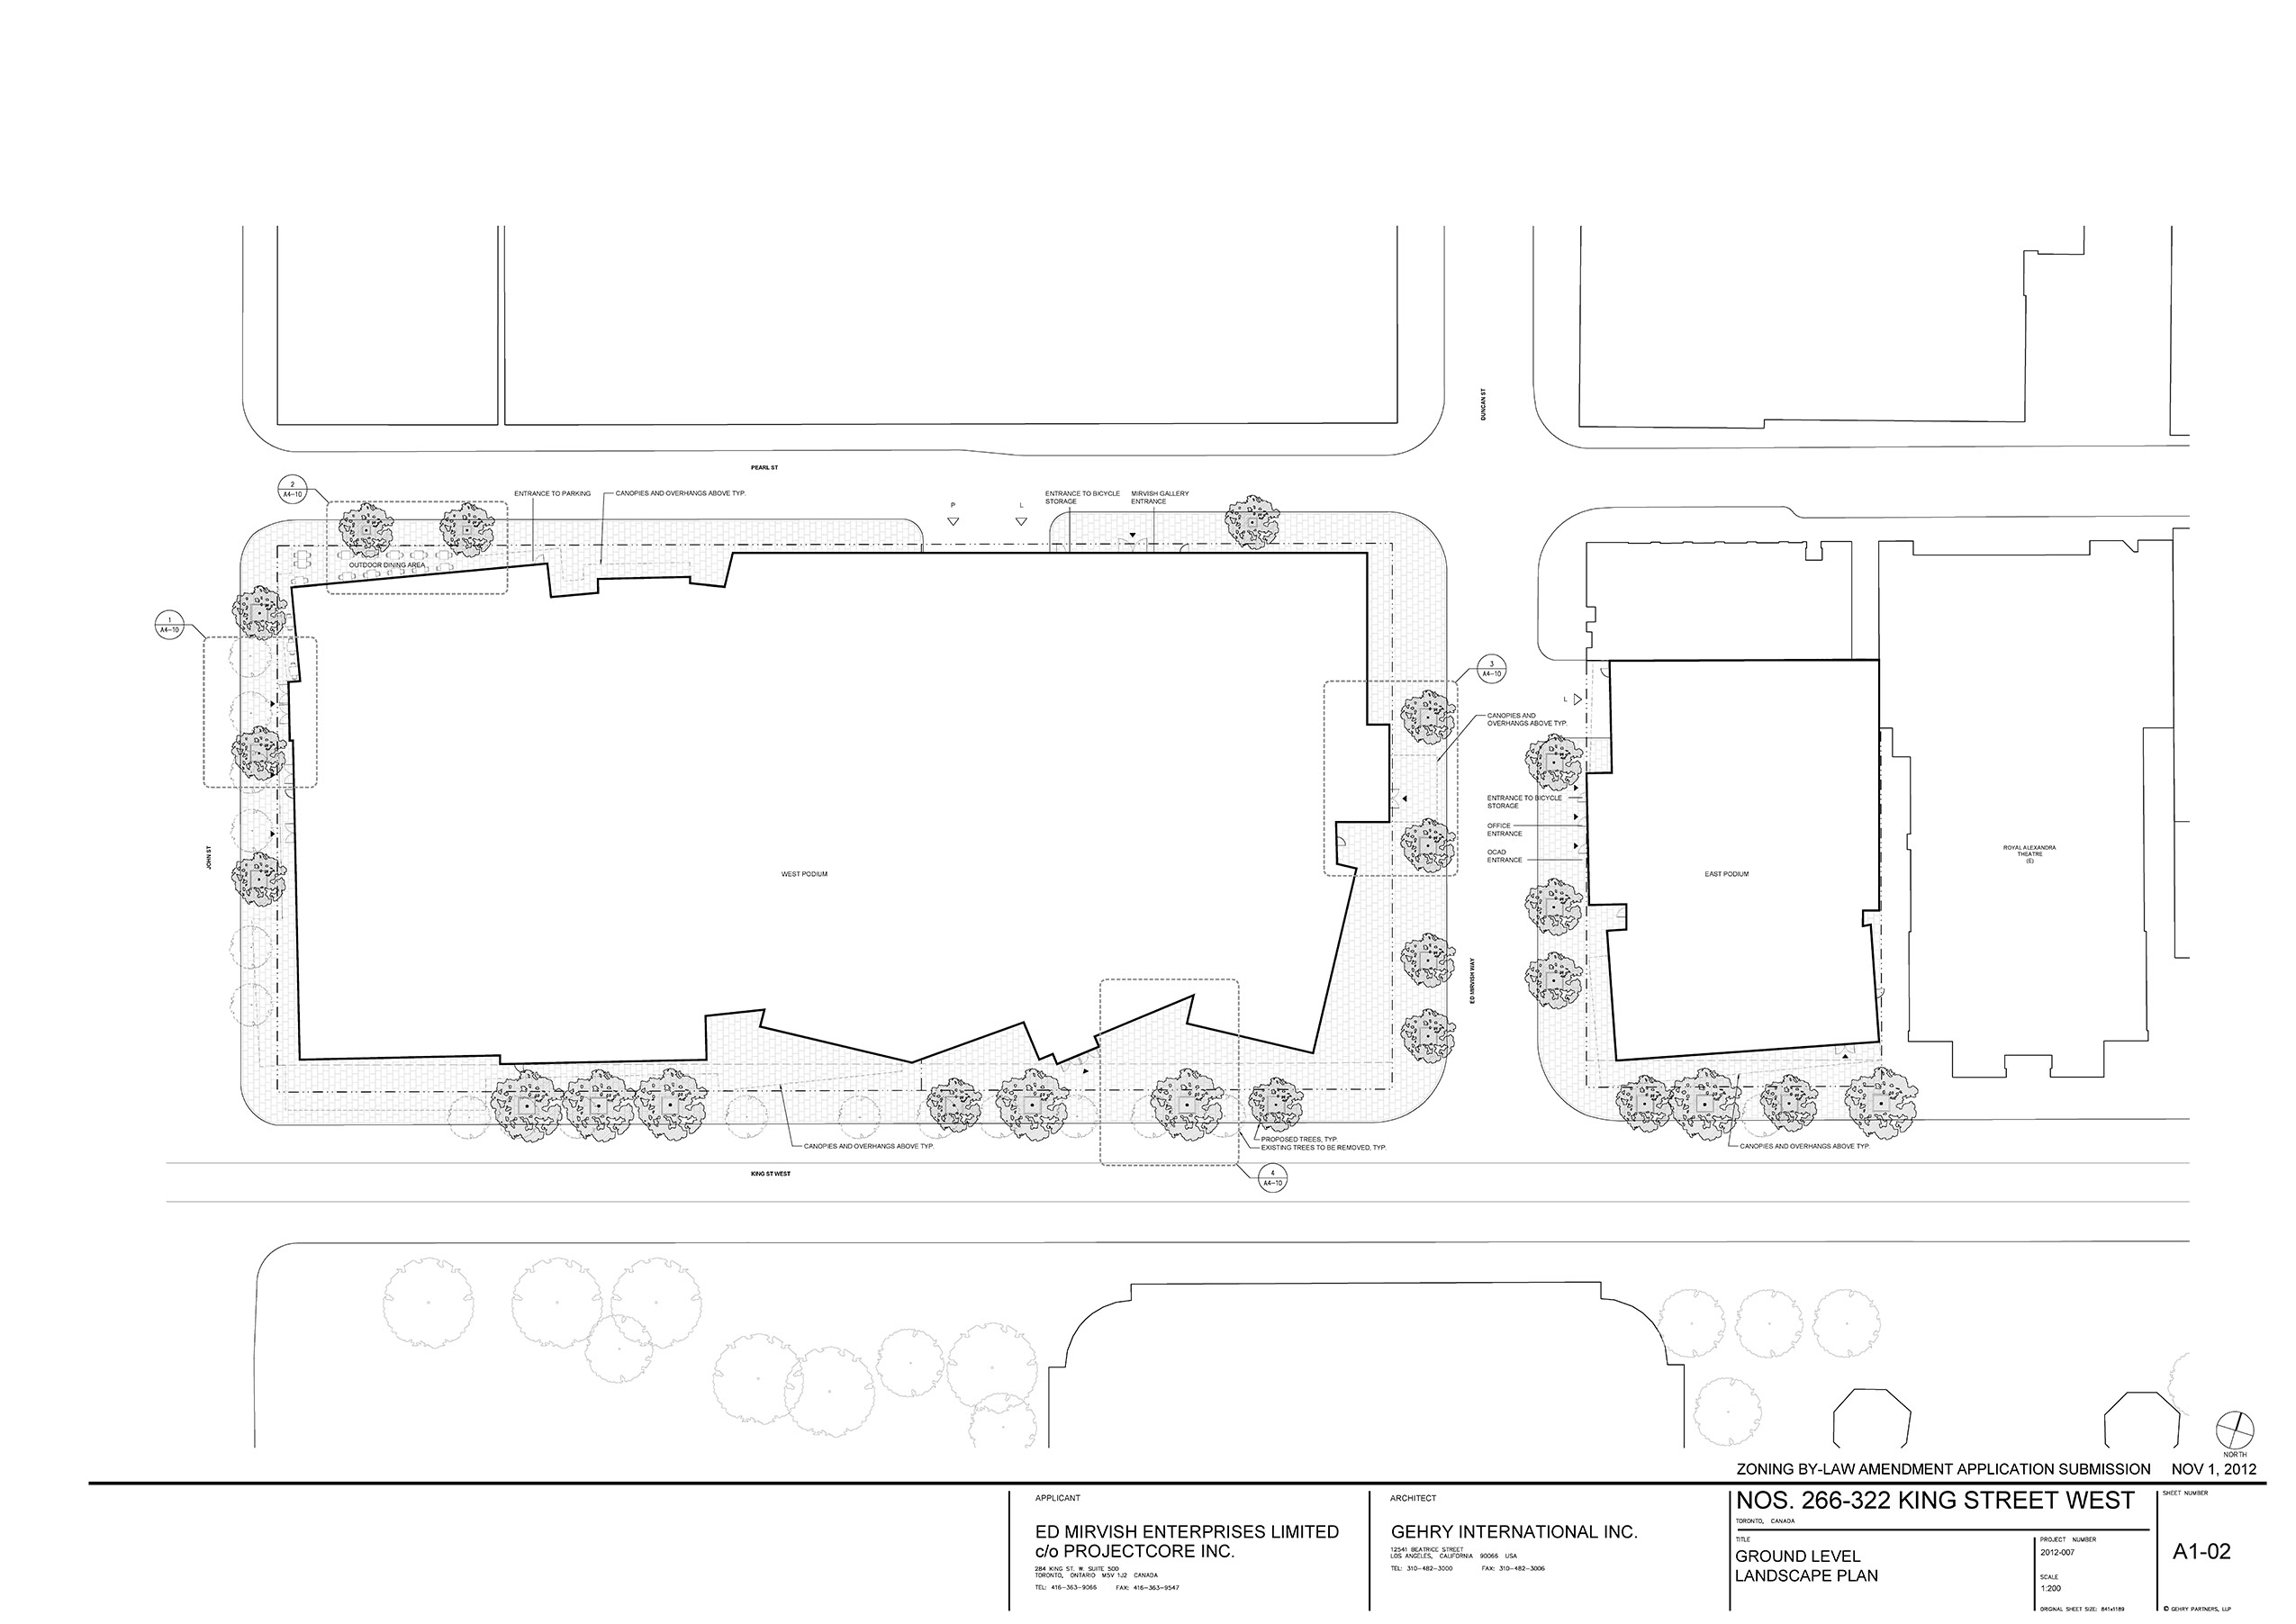 DUNCAN ST
PEARL ST
2
A4-10
ENTRANCE TO PARKING
CANOPIES AND OVERHANGS ABOVE TYP.
P
L
ENTRANCE TO BICYCLE
STORAGE
MIRVISH GALLERY
ENTRANCE
OUTDOOR DINING AREA
1
A4-10
3
A4-10
L
CANOPIES AND
OVERHANGS ABOVE TYP.
ENTRANCE TO BICYCLE
STORAGE
OFFICE
ENTRANCE
OCAD
ENTRANCE
JOHN ST
WEST PODIUM
EAST PODIUM
ROYAL ALEXANDRA
THEATRE
(E)
ED MIRVISH WAY
CANOPIES AND OVERHANGS ABOVE TYP.
PROPOSED TREES, TYP.
EXISTING TREES TO BE REMOVED, TYP.
CANOPIES AND OVERHANGS ABOVE TYP.
KING ST WEST
4
A4-10
NORTH
ZONING BY-LAW AMENDMENT APPLICATION SUBMISSION NOV 1, 2012
APPLICANT
ED MIRVISH ENTERPRISES LIMITED
c/o PROJECTCORE INC.
284 KING ST. W. SUITE 500
TORONTO, ONTARIO M5V 1J2 CANADA
TEL: 416-363-9066 FAX: 416-363-9547
ARCHITECT
GEHRY INTERNATIONAL INC.
12541 BEATRICE STREET
LOS ANGELES, CALIFORNIA 90066 USA
TEL: 310-482-3000 FAX: 310-482-3006
NOS. 266-322 KING STREET WEST
TORONTO, CANADA
TITLE
GROUND LEVEL
LANDSCAPE PLAN
PROJECT NUMBER
2012-007
SCALE
1:200
ORIGINAL SHEET SIZE: 841x1189
SHEET NUMBER
A1-02
© GEHRY PARTNERS, LLP